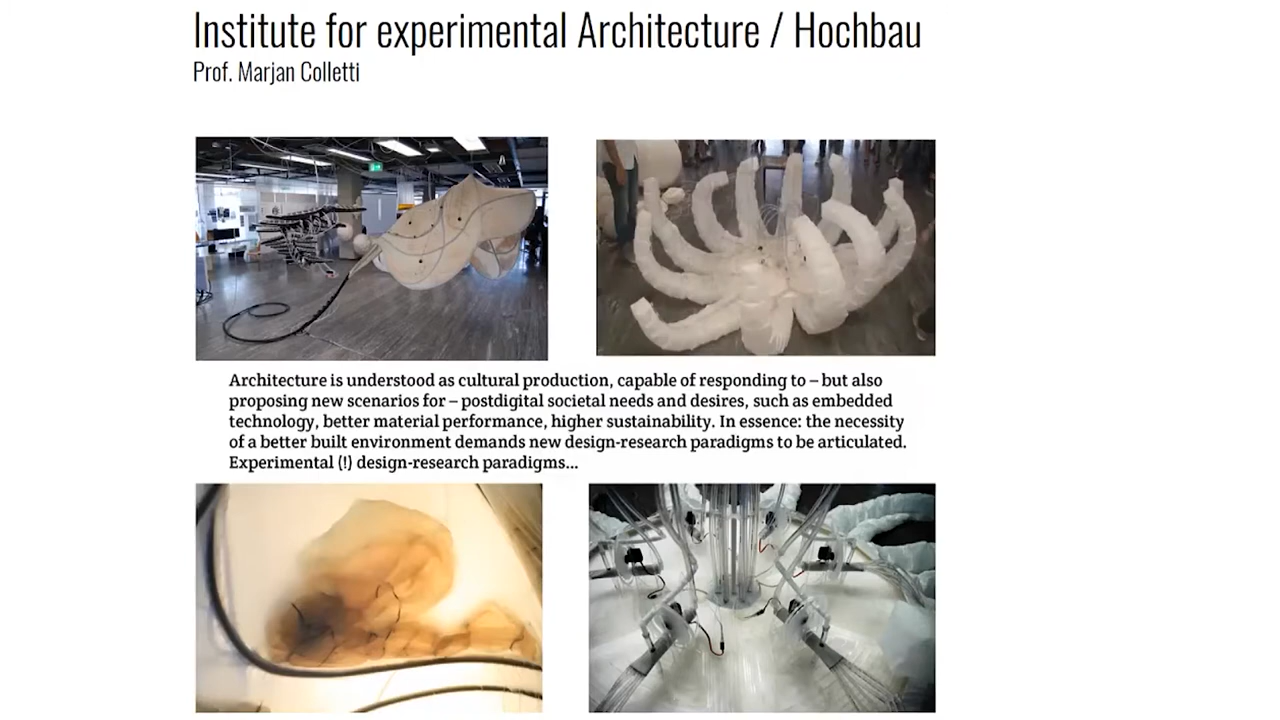 Institute for experimental Architecture / Hochbau
Prof. Marjan Colletti
Architecture is understood as cultural production, capable of responding to – but also
proposing new scenarios for – postdigital societal needs and desires, such as embedded
technology, better material performance, higher sustainability. In essence: the necessity
of a better built environment demands new design-research paradigms to be articulated.
Experimental (!) design-research paradigms...